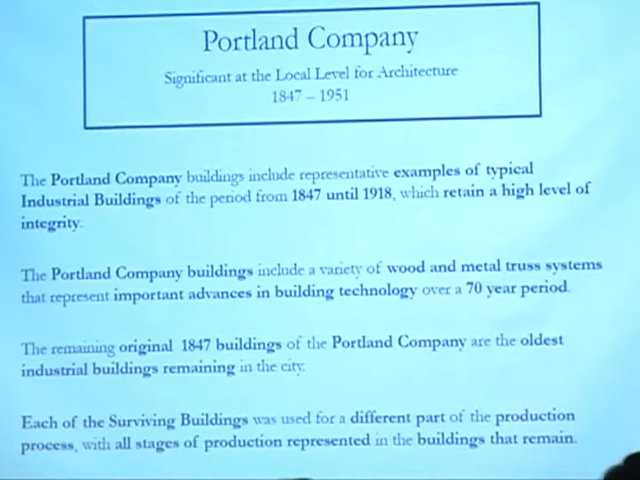 Portland Company
Significant at the Local Level for Architecture
1847 – 1951
The Portland Company buildings include representative examples of typical
Industrial Buildings of the period from 1847 until 1918, which retain a high level of
integrity.
The Portland Company buildings include a variety of wood and metal truss systems
that represent important advances in building technology over a 70 year period.
The remaining original 1847 buildings of the Portland Company are the oldest
industrial buildings remaining in the city.
Each of the Surviving Buildings was used for a different part of the production
process, with all stages of production represented in the buildings that remain.